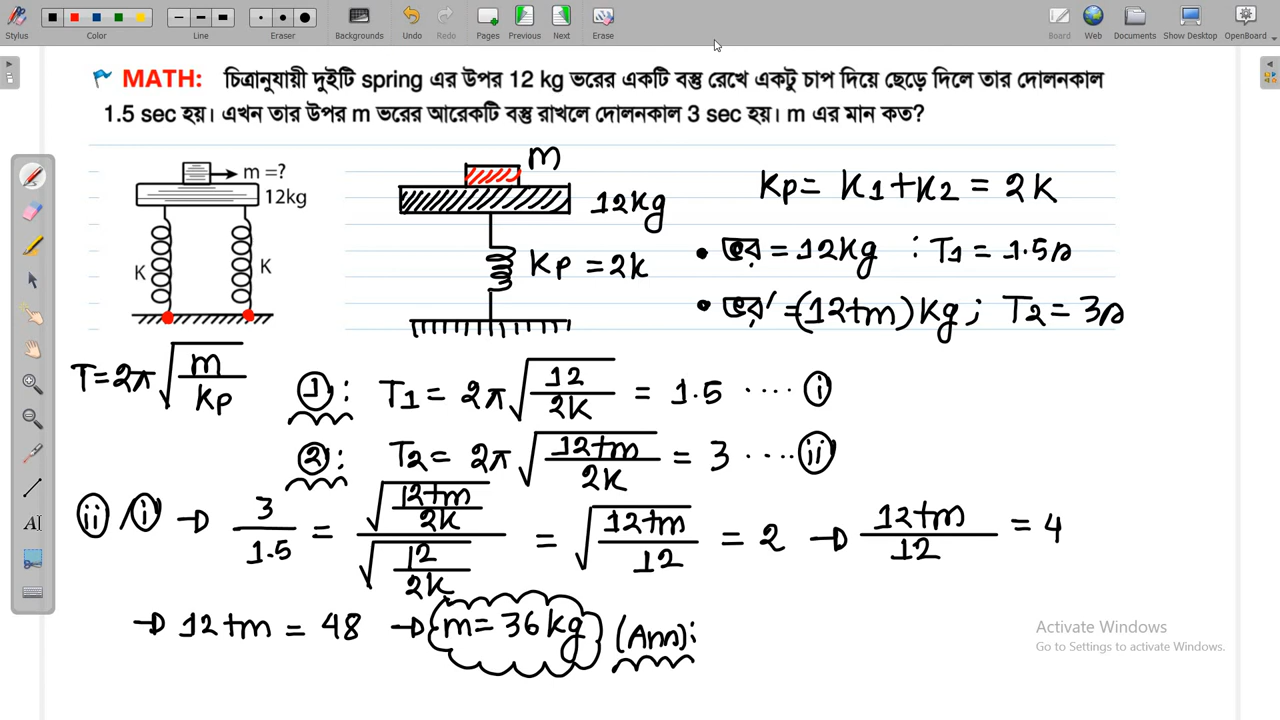 Stylus Color Line Eraser Backgrounds Undo Redo Pages Previous Next Erase Board Web Documents Show Desktop OpenBoard
MATH: চিত্রানুযায়ী দুইটি spring এর উপর 12 kg ভরের একটি বস্তু রেখে একটু চাপ দিয়ে ছেড়ে দিলে তার দোলনকাল
1.5 sec হয়। এখন তার উপর m ভরের আরেকটি বস্তু রাখলে দোলনকাল 3 sec হয়। m এর মান কত?
m =?
12kg
K
K
m
12kg
Kp = 2K
Kp = K1 + K2 = 2K
• ভর = 12kg : T1 = 1.5s
• ভর′ = (12+m) kg ; T2 = 3s
T = 2π√(m/Kp)
①: T1 = 2π√(12/2K) = 1.5 ···· ⓘ
②: T2 = 2π√(12+m/2K) = 3 ···· ⓘⓘ
ⓘⓘ / ⓘ → 3/1.5 = √(12+m/2K) / √(12/2K) = √(12+m/12) = 2 → 12+m/12 = 4
→ 12+m = 48 → m = 36 kg (Ans):
Activate Windows
Go to Settings to activate Windows.